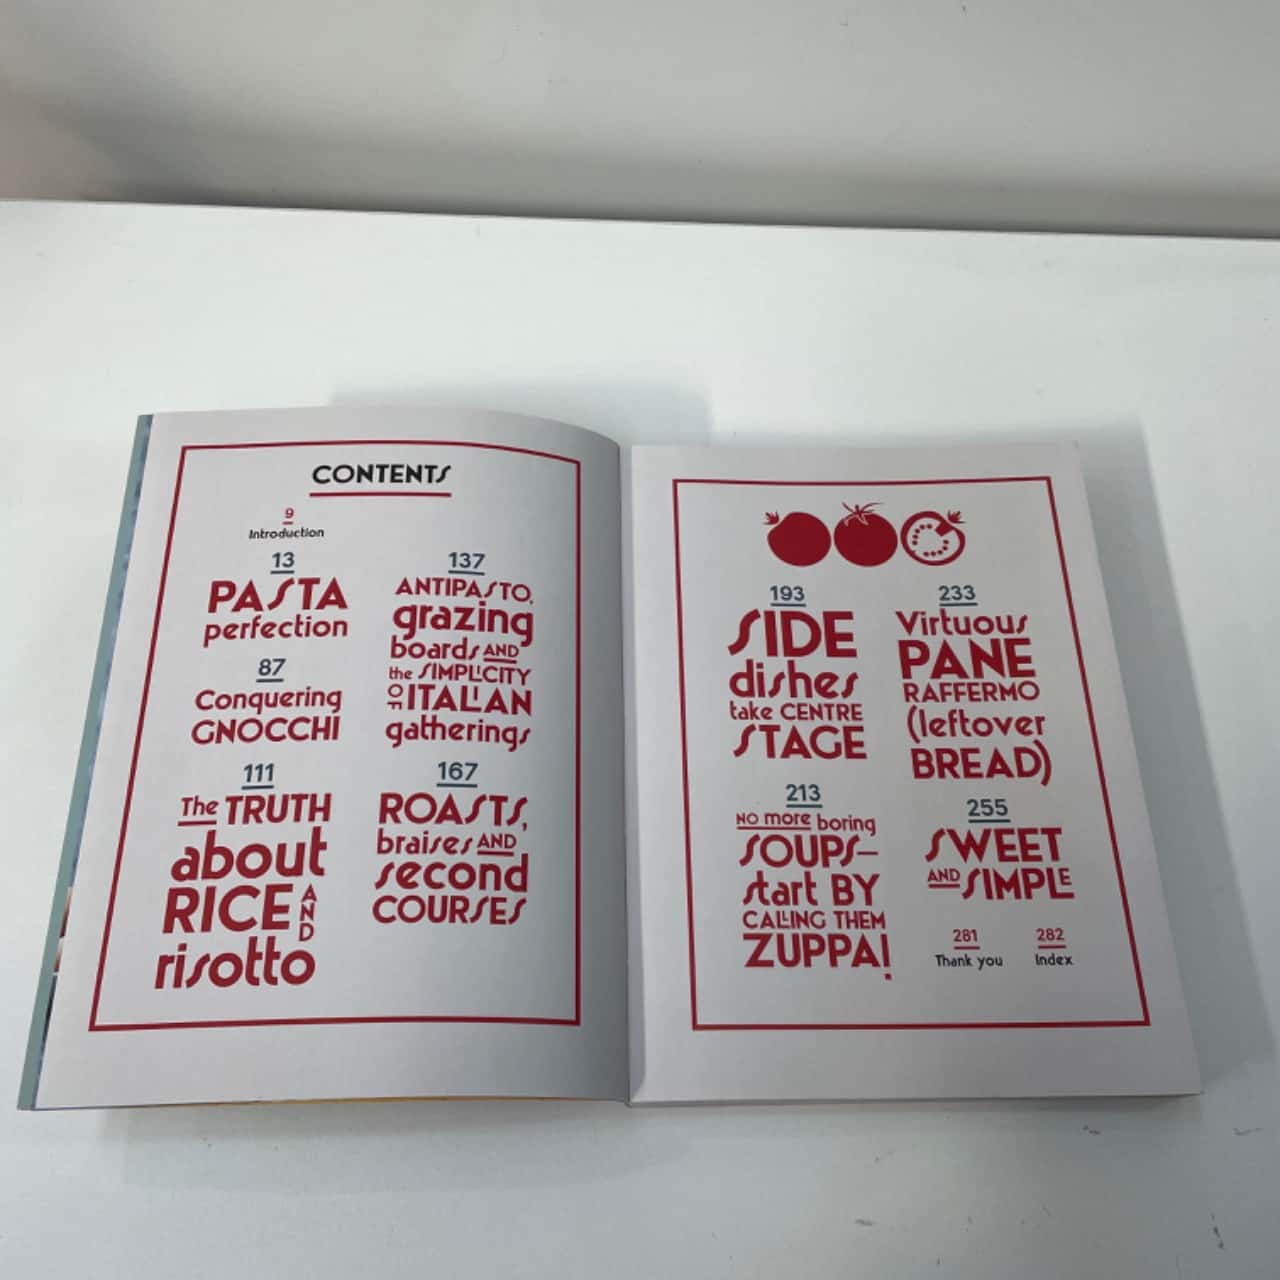 CONTENTS
9
Introduction
13
PASTA
perfection
87
Conquering
GNOCCHI
111
The TRUTH
about
RICE AND
risotto
137
ANTIPASTO,
grazing
boards AND
the SIMPLICITY
OF ITALIAN
gatherings
167
ROASTS,
braises AND
second
COURSES
193
SIDE
dishes
take CENTRE
STAGE
213
NO more boring
SOUPS–
start BY
CALLING THEM
ZUPPA!
233
Virtuous
PANE
RAFFERMO
(leftover
BREAD)
255
SWEET
AND SIMPLE
281
Thank you
282
Index